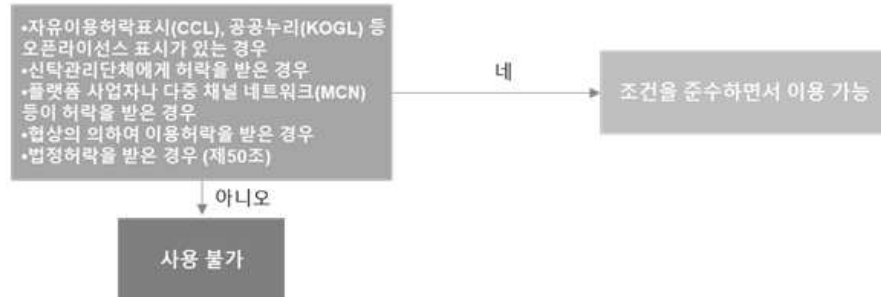 •자유이용허락표시(CCL), 공공누리(KOGL) 등
오픈라이선스 표시가 있는 경우
•신탁관리단체에게 허락을 받은 경우
•플랫폼 사업자나 다중 채널 네트워크(MCN)
등이 허락을 받은 경우
•협상의 의하여 이용허락을 받은 경우
•법정허락을 받은 경우 (제50조)
네
조건을 준수하면서 이용 가능
아니오
사용 불가